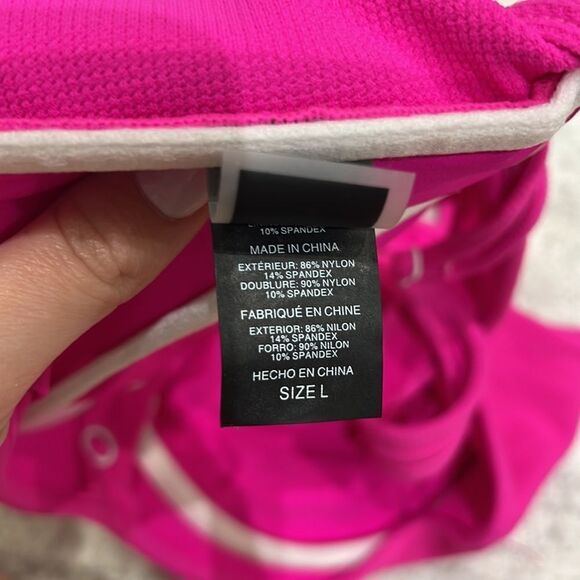 10% SPANDEX
MADE IN CHINA
EXTÉRIEUR: 86% NYLON
14% SPANDEX
DOUBLURE: 90% NYLON
10% SPANDEX
FABRIQUÉ EN CHINE
EXTERIOR: 86% NILON
14% SPANDEX
FORRO: 90% NILON
10% SPANDEX
HECHO EN CHINA
SIZE L